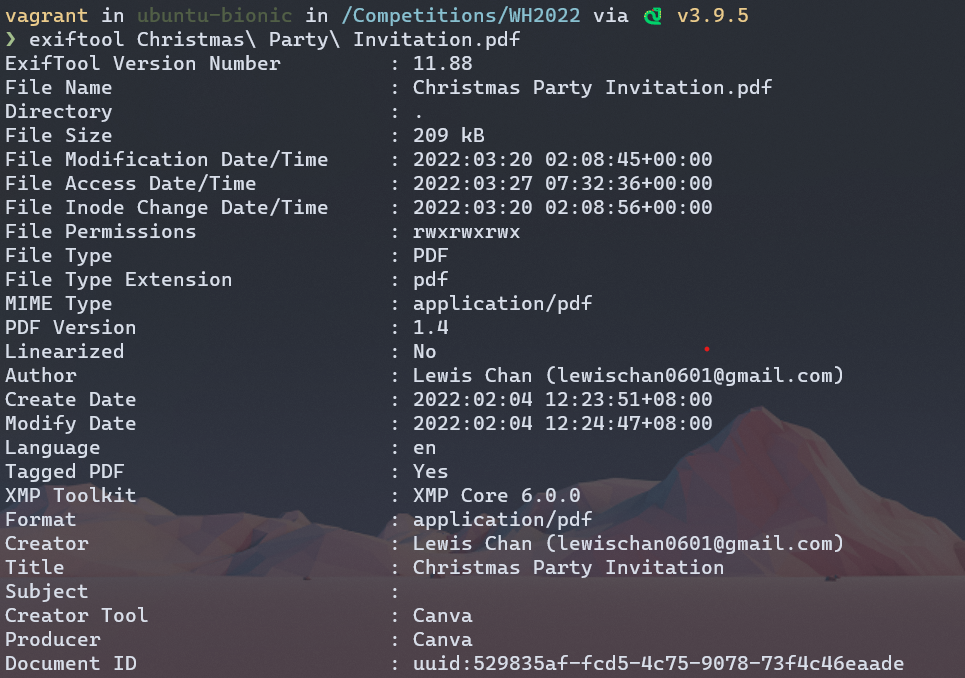 vagrant in ubuntu-bionic in /Competitions/WH2022 via v3.9.5
❯ exiftool Christmas\ Party\ Invitation.pdf
ExifTool Version Number : 11.88
File Name : Christmas Party Invitation.pdf
Directory : .
File Size : 209 kB
File Modification Date/Time : 2022:03:20 02:08:45+00:00
File Access Date/Time : 2022:03:27 07:32:36+00:00
File Inode Change Date/Time : 2022:03:20 02:08:56+00:00
File Permissions : rwxrwxrwx
File Type : PDF
File Type Extension : pdf
MIME Type : application/pdf
PDF Version : 1.4
Linearized : No
Author : Lewis Chan (lewischan0601@gmail.com)
Create Date : 2022:02:04 12:23:51+08:00
Modify Date : 2022:02:04 12:24:47+08:00
Language : en
Tagged PDF : Yes
XMP Toolkit : XMP Core 6.0.0
Format : application/pdf
Creator : Lewis Chan (lewischan0601@gmail.com)
Title : Christmas Party Invitation
Subject :
Creator Tool : Canva
Producer : Canva
Document ID : uuid:529835af-fcd5-4c75-9078-73f4c46eaade